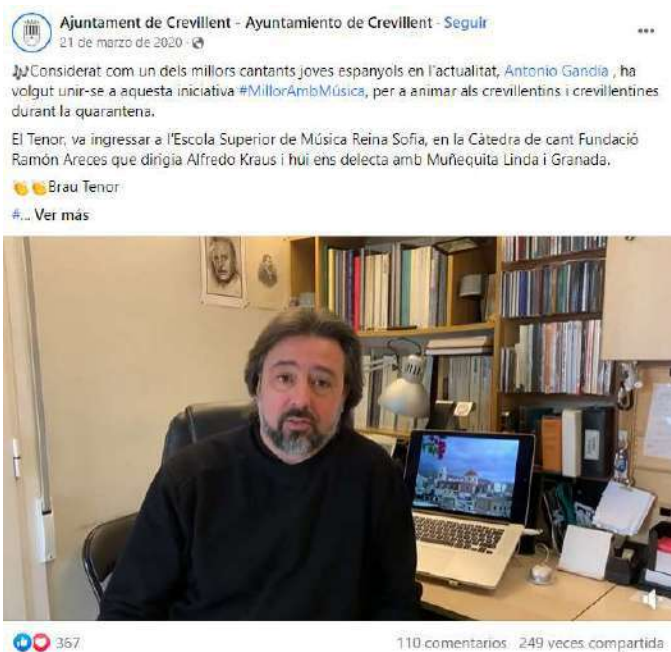 Ajuntament de Crevillent - Ayuntamiento de Crevillent · Seguir
21 de marzo de 2020 ·
🎶Considerat com un dels millors cantants joves espanyols en l'actualitat, Antonio Gandía , ha
volgut unir-se a aquesta iniciativa #MillorAmbMúsica, per a animar als crevillentins i crevillentines
durant la quarantena.
El Tenor, va ingressar a l'Escola Superior de Música Reina Sofia, en la Càtedra de cant Fundació
Ramón Areces que dirigia Alfredo Kraus i hui ens delecta amb Muñequita Linda i Granada.
👏👏Brau Tenor
#... Ver más
367
110 comentarios 249 veces compartida